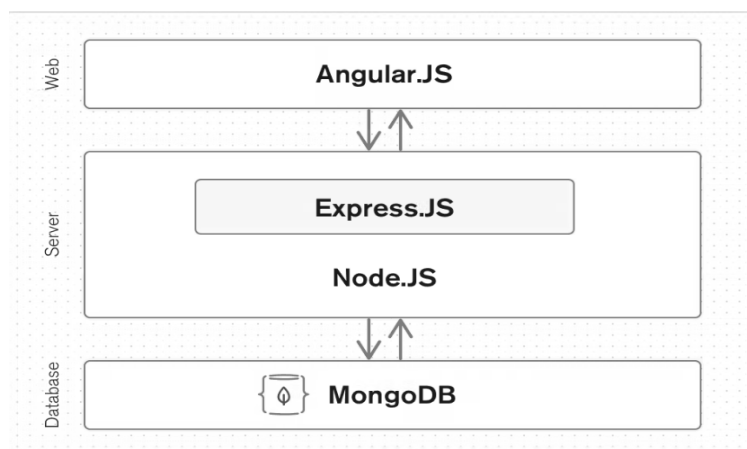 Web
Angular.JS
Server
Express.JS
Node.JS
Database
MongoDB